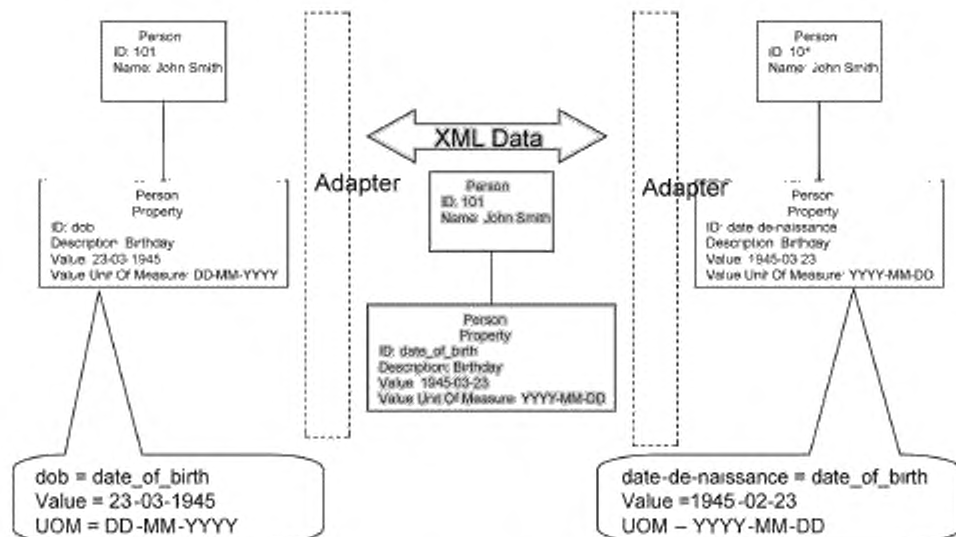 Person
ID: 101
Name: John Smith
Person
Property
ID: dob
Description: Birthday
Value: 23-03-1945
Value Unit Of Measure: DD-MM-YYYY
dob = date_of_birth
Value = 23-03-1945
UOM = DD-MM-YYYY
Adapter
XML Data
Person
ID: 101
Name: John Smith
Person
Property
ID: date_of_birth
Description: Birthday
Value: 1945-03-23
Value Unit Of Measure: YYYY-MM-DD
Adapter
Person
ID: 
Name: John Smith
Person
Property
ID: date de-naissance
Description: Birthday
Value: 1945-03-23
Value Unit Of Measure: YYYY-MM-DD
date-de-naissance = date_of_birth
Value =1945-02-23
UOM – YYYY-MM-DD